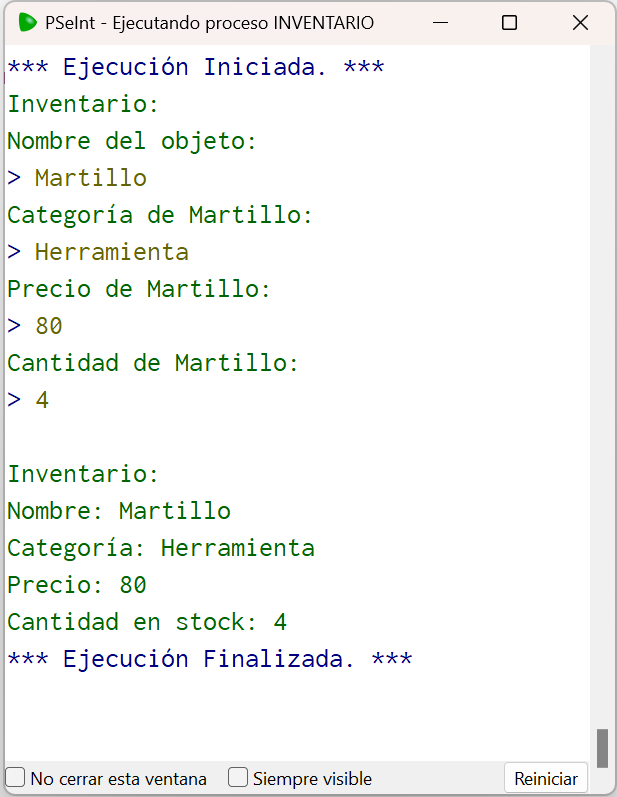 PSeInt - Ejecutando proceso INVENTARIO
*** Ejecución Iniciada. ***
Inventario:
Nombre del objeto:
> Martillo
Categoría de Martillo:
> Herramienta
Precio de Martillo:
> 80
Cantidad de Martillo:
> 4
Inventario:
Nombre: Martillo
Categoría: Herramienta
Precio: 80
Cantidad en stock: 4
*** Ejecución Finalizada. ***
No cerrar esta ventana Siempre visible Reiniciar